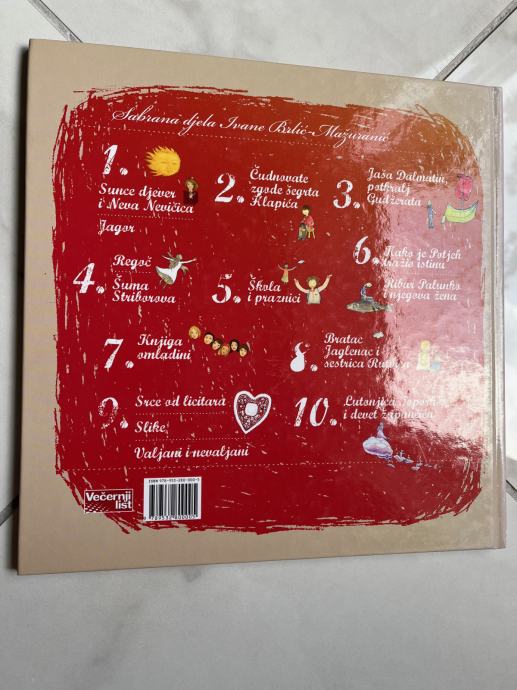 Sabrana djela Ivane Brlić-Mažuranić
1.
Sunce djever
i Neva Nevičica
Jagor
2.
Čudnovate
zgode šegrta
Hlapića
3.
Jaša Dalmatin,
potkralj
Gudžerata
4.
Regoč
Šuma
Striborova
5.
Škola
i praznici
6.
Kako je Potjeh
tražio istinu
Ribar Palunko
i njegova žena
7.
Knjiga
omladini
8.
Bratac
Jaglenac i
sestrica Rutvica
9.
Srce od licitara
Slike
Valjani i nevaljani
10.
Lutonjica Toporko
i devet župančića
Večernji
list